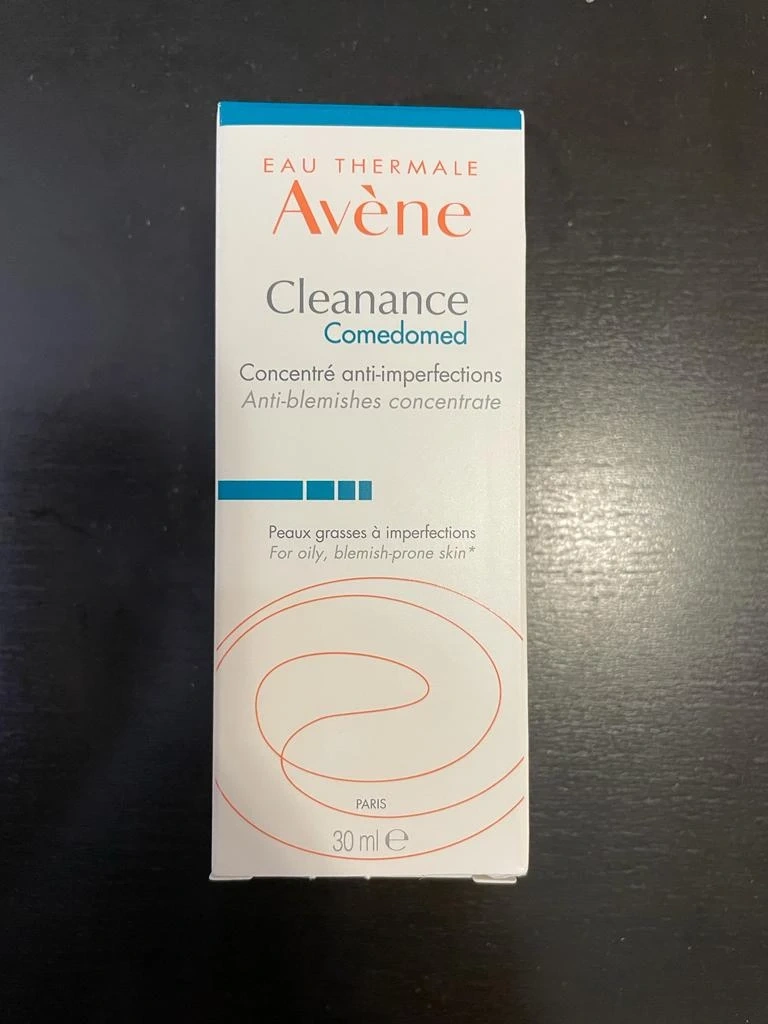 EAU THERMALE
Avène
Cleanance
Comedomed
Concentré anti-imperfections
Anti-blemishes concentrate
Peaux grasses à imperfections
For oily, blemish-prone skin*
PARIS
30 ml ℮